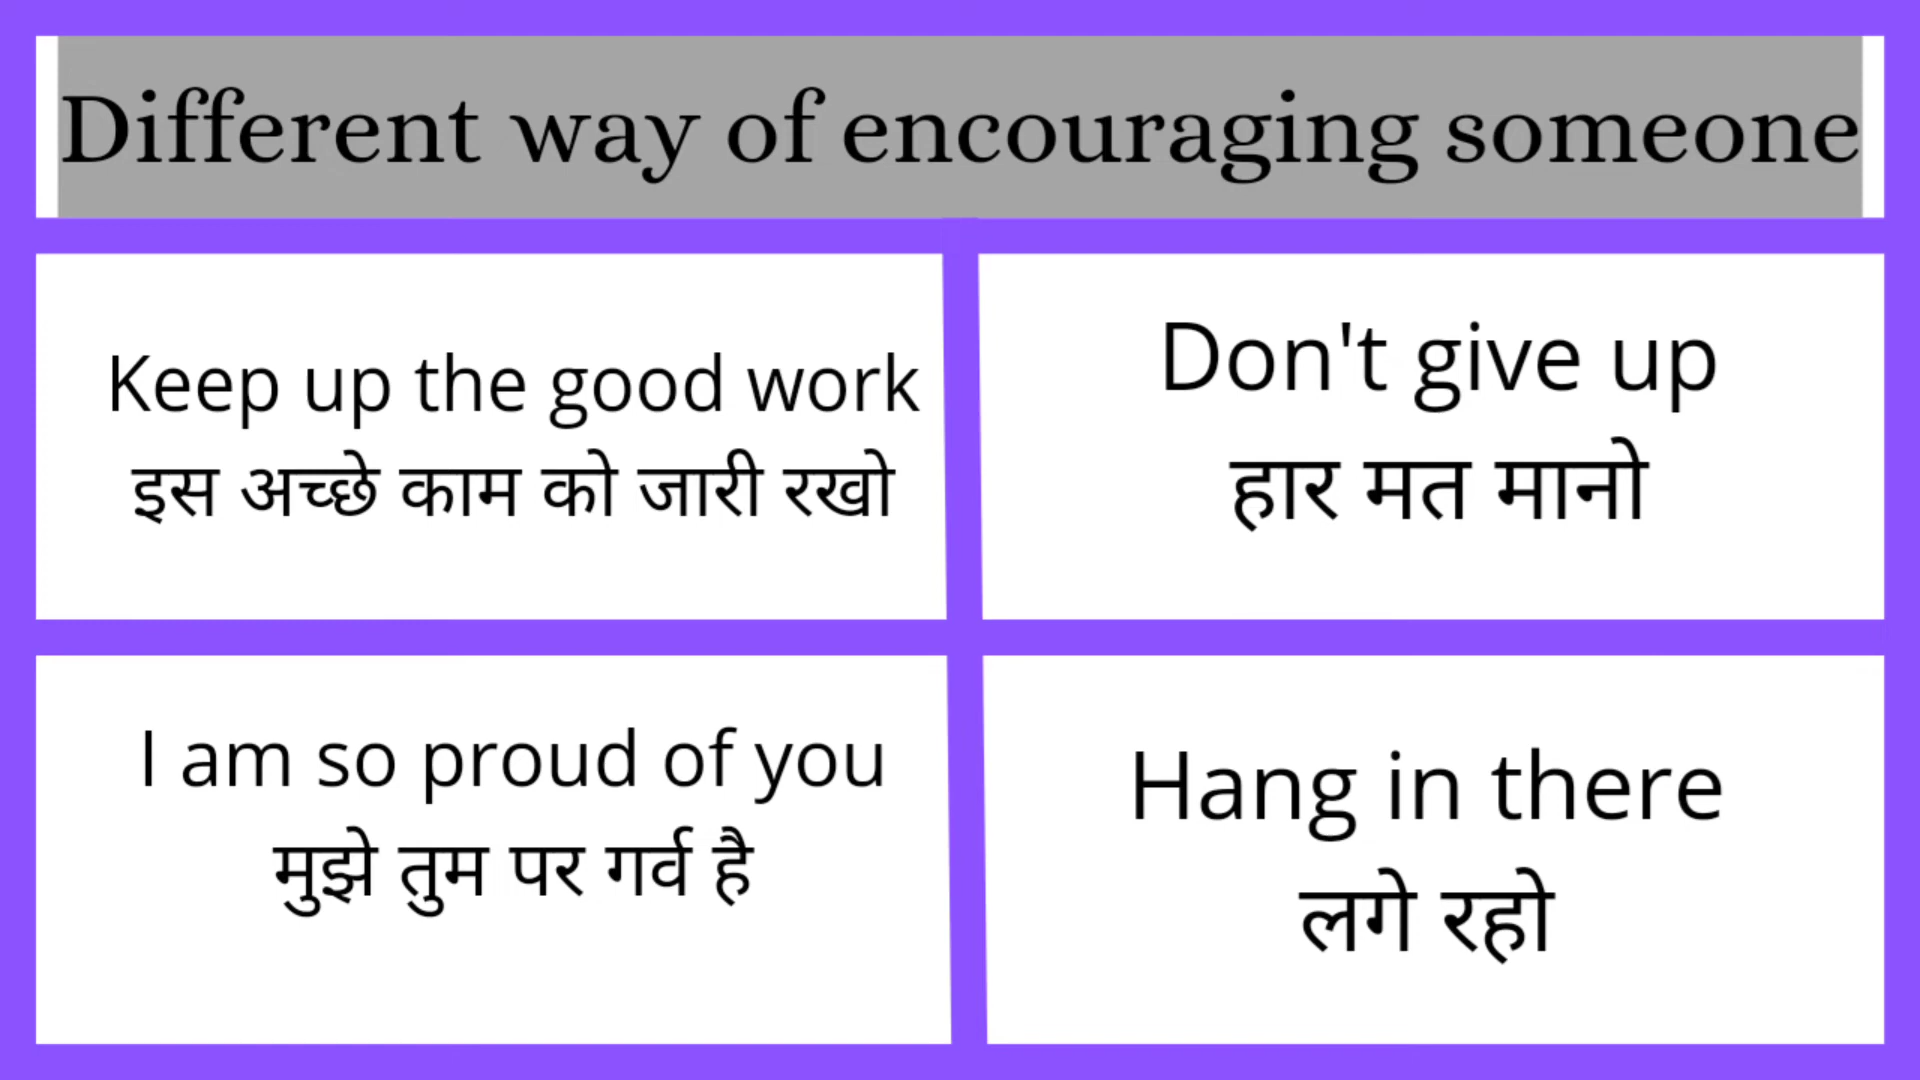 Different way of encouraging someone
Keep up the good work
इस अच्छे काम को जारी रखो
Don't give up
हार मत मानो
I am so proud of you
मुझे तुम पर गर्व है
Hang in there
लगे रहो